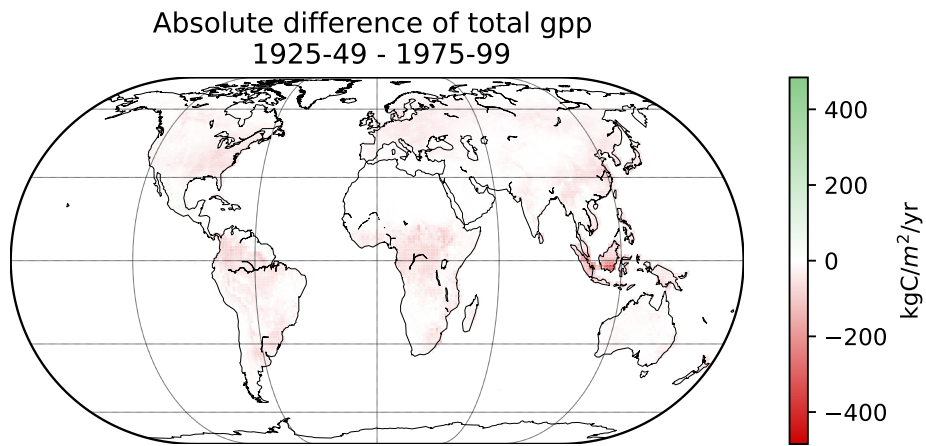 Absolute difference of total gpp
1925-49 - 1975-99
400
200
0
−200
−400
kgC/m²/yr